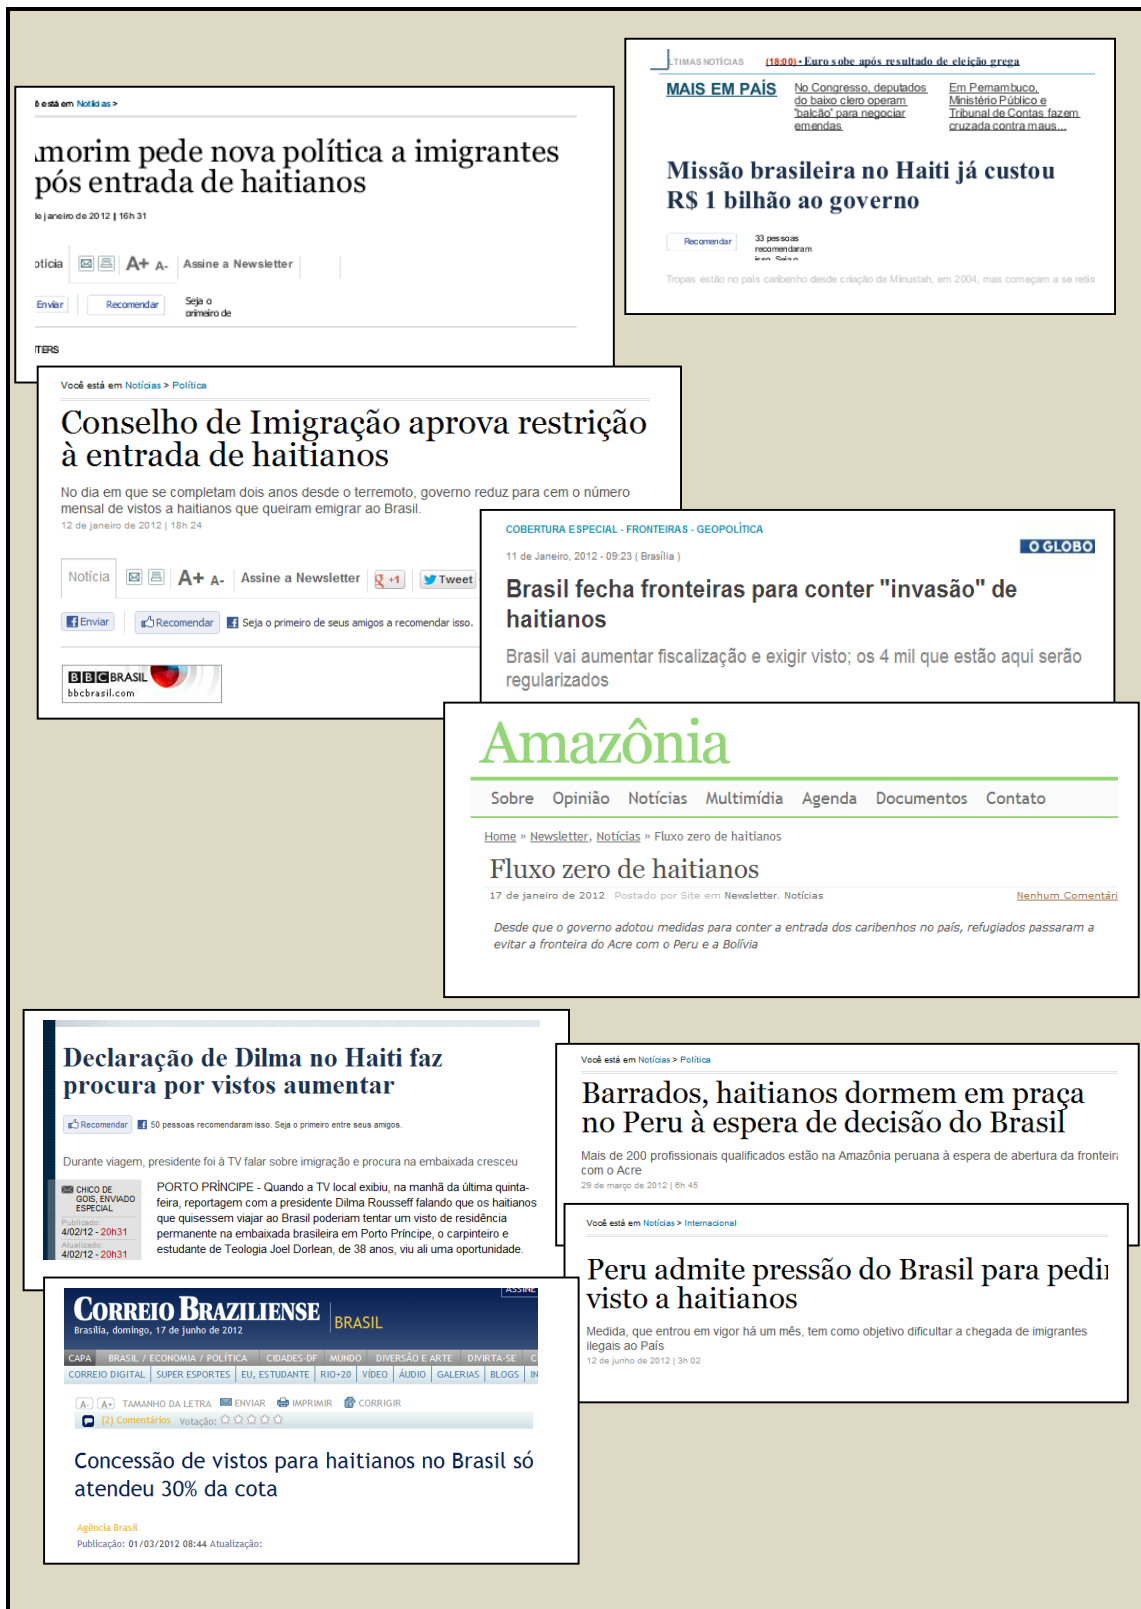 ê está em Notícias >
morim pede nova política a imigrantes
pós entrada de haitianos
de janeiro de 2012 | 16h 31
otícia A+ A- Assine a Newsletter
Enviar Recomendar Seja o
primeiro de
TERS
LTIMAS NOTÍCIAS (18:00) • Euro sobe após resultado de eleição grega
MAIS EM PAÍS
No Congresso, deputados
do baixo clero operam
'balcão' para negociar
emendas
Em Pernambuco,
Ministério Público e
Tribunal de Contas fazem
cruzada contra maus...
Missão brasileira no Haiti já custou
R$ 1 bilhão ao governo
Recomendar 33 pessoas
recomendaram
isso. Seja o
Tropas estão no país caribenho desde criação da Minustah, em 2004, mas começam a se
Você está em Notícias > Política
Conselho de Imigração aprova restrição
à entrada de haitianos
No dia em que se completam dois anos desde o terremoto, governo reduz para cem o número
mensal de vistos a haitianos que queiram emigrar ao Brasil.
12 de janeiro de 2012 | 18h 24
Notícia A+ A- Assine a Newsletter +1 Tweet
Enviar Recomendar Seja o primeiro de seus amigos a recomendar isso.
BBC BRASIL
bbcbrasil.com
COBERTURA ESPECIAL - FRONTEIRAS - GEOPOLÍTICA
O GLOBO
11 de Janeiro, 2012 - 09:23 ( Brasília )
Brasil fecha fronteiras para conter "invasão" de
haitianos
Brasil vai aumentar fiscalização e exigir visto; os 4 mil que estão aqui serão
regularizados
Amazônia
Sobre Opinião Notícias Multimídia Agenda Documentos Contato
Home » Newsletter, Notícias » Fluxo zero de haitianos
Fluxo zero de haitianos
17 de janeiro de 2012 Postado por Site em Newsletter, Notícias Nenhum Comentári
Desde que o governo adotou medidas para conter a entrada dos caribenhos no país, refugiados passaram a
evitar a fronteira do Acre com o Peru e a Bolívia
Declaração de Dilma no Haiti faz
procura por vistos aumentar
Recomendar 50 pessoas recomendaram isso. Seja o primeiro entre seus amigos.
Durante viagem, presidente foi à TV falar sobre imigração e procura na embaixada cresceu
CHICO DE
GOIS, ENVIADO
ESPECIAL
Publicado:
4/02/12 - 20h31
Atualizado:
4/02/12 - 20h31
PORTO PRÍNCIPE - Quando a TV local exibiu, na manhã da última quinta-
feira, reportagem com a presidente Dilma Rousseff falando que os haitianos
que quisessem viajar ao Brasil poderiam tentar um visto de residência
permanente na embaixada brasileira em Porto Príncipe, o carpinteiro e
estudante de Teologia Joel Dorlean, de 38 anos, viu ali uma oportunidade.
Você está em Notícias > Política
Barrados, haitianos dormem em praça
no Peru à espera de decisão do Brasil
Mais de 200 profissionais qualificados estão na Amazônia peruana à espera de abertura da fronteira
com o Acre
29 de março de 2012 | 6h 45
Você está em Notícias > Internacional
Peru admite pressão do Brasil para pedir
visto a haitianos
Medida, que entrou em vigor há um mês, tem como objetivo dificultar a chegada de imigrantes
ilegais ao País
12 de junho de 2012 | 3h 02
ASSINE
CORREIO BRAZILIENSE BRASIL
Brasília, domingo, 17 de junho de 2012
CAPA BRASIL / ECONOMIA / POLÍTICA CIDADES-DF MUNDO DIVERSÃO E ARTE DIVIRTA-SE C
CORREIO DIGITAL SUPER ESPORTES EU, ESTUDANTE RIO+20 VÍDEO ÁUDIO GALERIAS BLOGS IN
A- A+ TAMANHO DA LETRA ENVIAR IMPRIMIR CORRIGIR
(2) Comentários Votação:
Concessão de vistos para haitianos no Brasil só
atendeu 30% da cota
Agência Brasil
Publicação: 01/03/2012 08:44 Atualização: